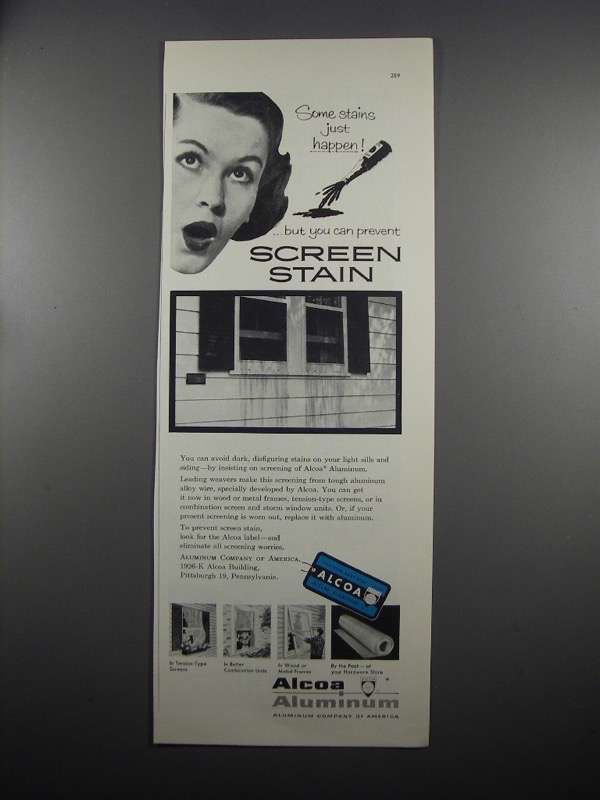 259
Some stains
just
happen!
...but you can prevent
SCREEN
STAIN
You can avoid dark, disfiguring stains on your light sills and
siding—by insisting on screening of Alcoa® Aluminum.
Leading weavers make this screening from tough aluminum
alloy wire, specially developed by Alcoa. You can get
it now in wood or metal frames, tension-type screens, or in
combination screen and storm window units. Or, if your
present screening is worn out, replace it with aluminum.
To prevent screen stain,
look for the Alcoa label—and
eliminate all screening worries.
ALUMINUM COMPANY OF AMERICA,
1926-K Alcoa Building,
Pittsburgh 19, Pennsylvania.
ALCOA
In Tension-Type
Screens
In Better
Combination Units
In Wood or
Metal Frames
By the Foot—at
your Hardware Store
Alcoa
Aluminum
ALUMINUM COMPANY OF AMERICA